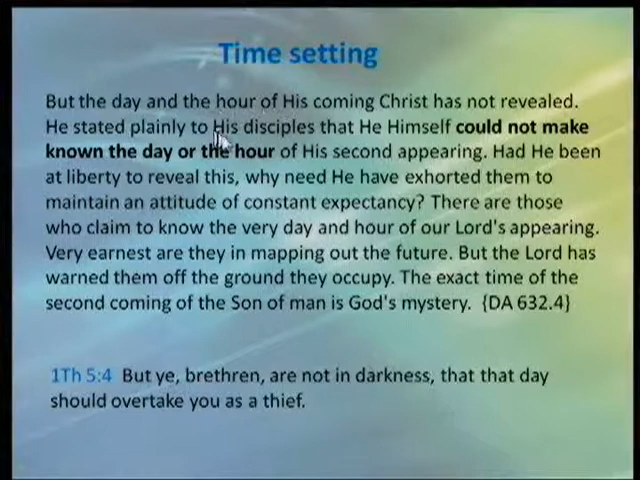 Time setting
But the day and the hour of His coming Christ has not revealed.
He stated plainly to His disciples that He Himself could not make
known the day or the hour of His second appearing. Had He been
at liberty to reveal this, why need He have exhorted them to
maintain an attitude of constant expectancy? There are those
who claim to know the very day and hour of our Lord's appearing.
Very earnest are they in mapping out the future. But the Lord has
warned them off the ground they occupy. The exact time of the
second coming of the Son of man is God's mystery. {DA 632.4}
1Th 5:4 But ye, brethren, are not in darkness, that that day
should overtake you as a thief.